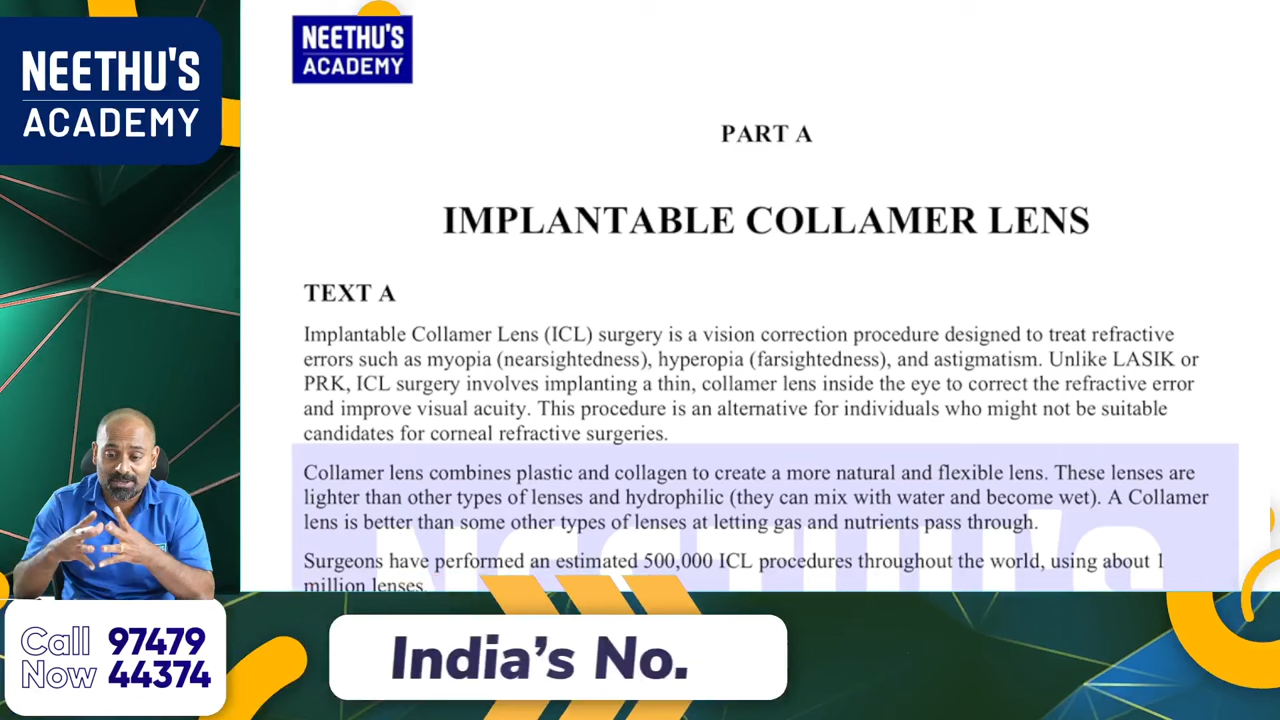 NEETHU'S
ACADEMY
NEETHU'S
ACADEMY
PART A
IMPLANTABLE COLLAMER LENS
TEXT A
Implantable Collamer Lens (ICL) surgery is a vision correction procedure designed to treat refractive
errors such as myopia (nearsightedness), hyperopia (farsightedness), and astigmatism. Unlike LASIK or
PRK, ICL surgery involves implanting a thin, collamer lens inside the eye to correct the refractive error
and improve visual acuity. This procedure is an alternative for individuals who might not be suitable
candidates for corneal refractive surgeries.
Collamer lens combines plastic and collagen to create a more natural and flexible lens. These lenses are
lighter than other types of lenses and hydrophilic (they can mix with water and become wet). A Collamer
lens is better than some other types of lenses at letting gas and nutrients pass through.
Surgeons have performed an estimated 500,000 ICL procedures throughout the world, using about 1
million lenses.
NEETHU'S
Call 97479
Now 44374
India's No.